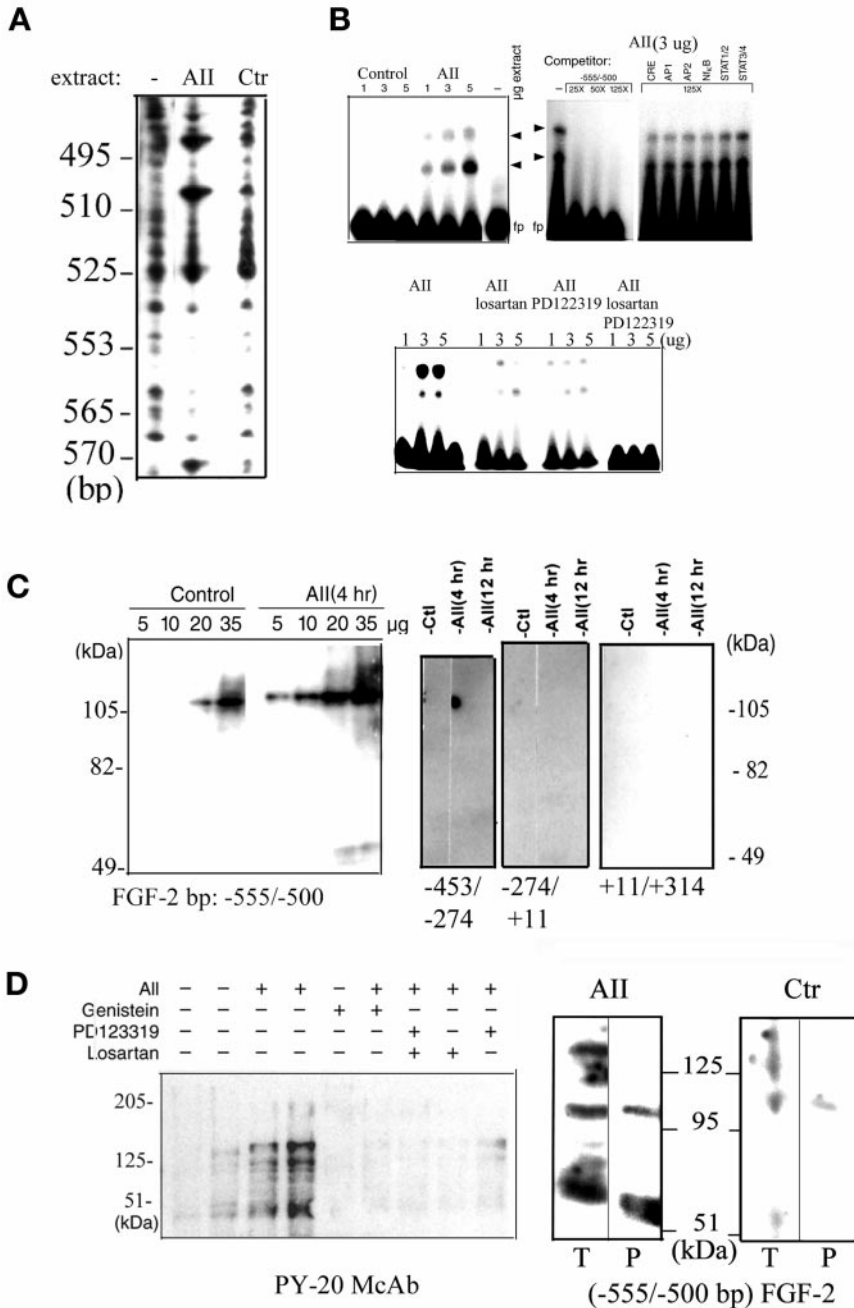 A
extract: - AII Ctr
495
510
525
553
565
570
(bp)
B
Control AII
1 3 5 1 3 5 –
µg extract
fp
AII(3 ug)
Competitor:
-555/-500
– 25X 50X 125X
CRE AP1 AP2 NfκB STAT1/2 STAT3/4
125X
fp
AII AII AII AII
losartan PD122319 losartan
PD122319
1 3 5 1 3 5 1 3 5 1 3 5 (ug)
C
Control AII(4 hr)
5 10 20 35 5 10 20 35 µg
(kDa)
105-
82-
49-
FGF-2 bp: -555/-500
-Ctl -AII(4 hr) -AII(12 hr
-Ctl -AII(4 hr) -AII(12 hr
-Ctl -AII(4 hr) -AII(12 hr
(kDa)
-105
- 82
- 49
-453/
-274
-274/
+11
+11/+314
D
AII – – + + – + + + +
Genistein – – – – + + – – –
PD123319 – – – – – – + – +
Losartan – – – – – – + + –
205-
125-
51-
(kDa)
PY-20 McAb
AII Ctr
125
95
51
T P (kDa) T P
(-555/-500 bp) FGF-2